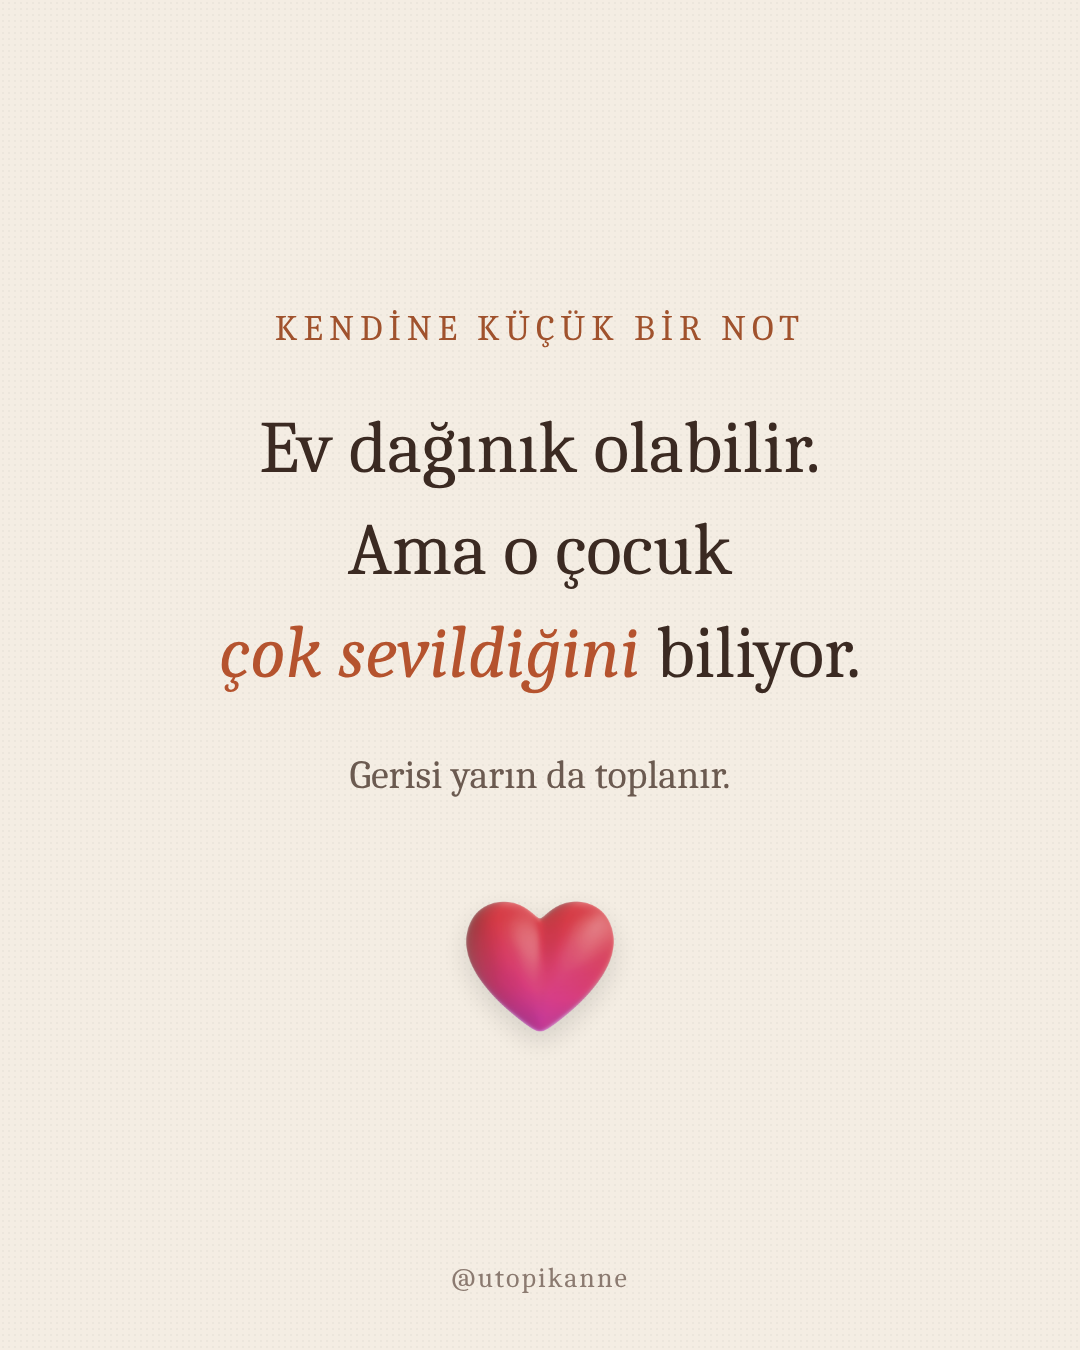 KENDİNE KÜÇÜK BİR NOT
Ev dağınık olabilir.
Ama o çocuk
çok sevildiğini biliyor.
Gerisi yarın da toplanır.
@utopikanne